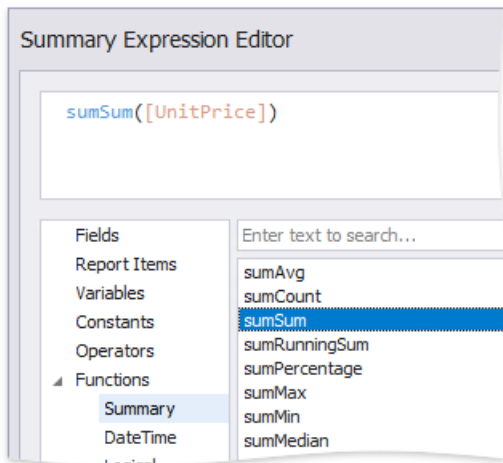 Summary Expression Editor
sumSum([UnitPrice])
Fields
Report Items
Variables
Constants
Operators
Functions
Summary
DateTime
Enter text to search...
sumAvg
sumCount
sumSum
sumRunningSum
sumPercentage
sumMax
sumMin
sumMedian